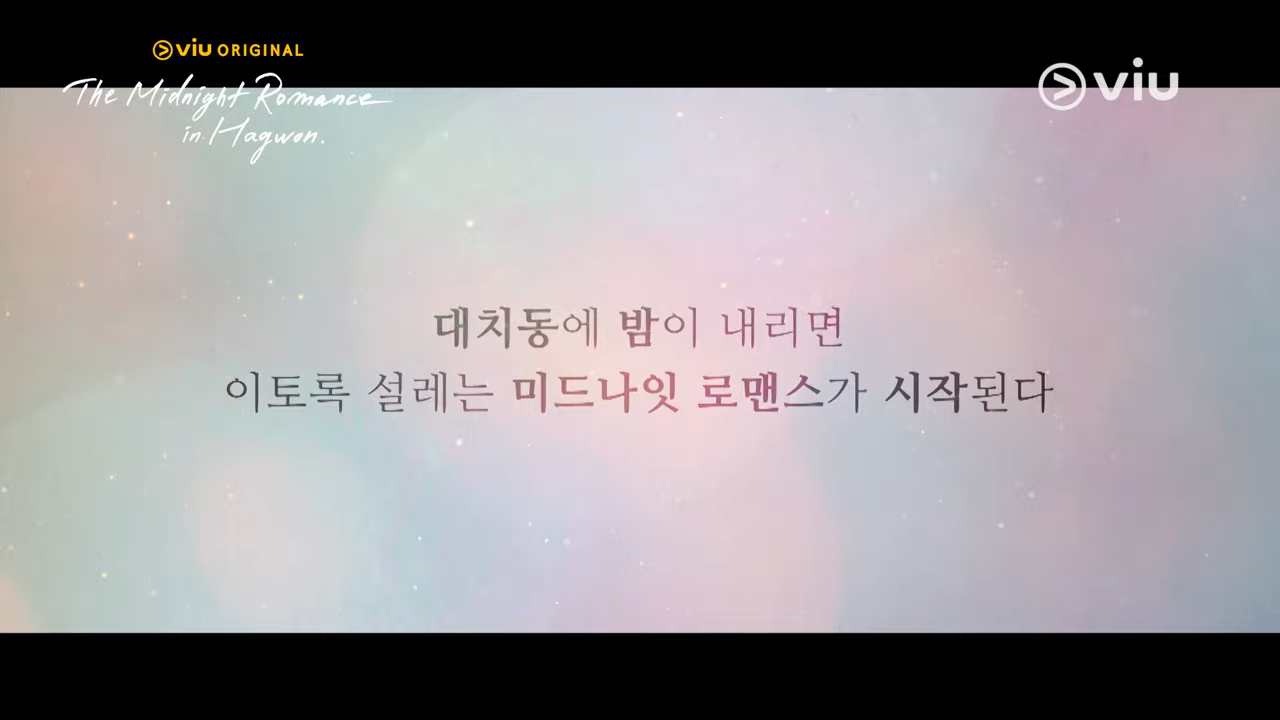 viu ORIGINAL
The Midnight Romance
in Hagwon.
viu
대치동에 밤이 내리면
이토록 설레는 미드나잇 로맨스가 시작된다